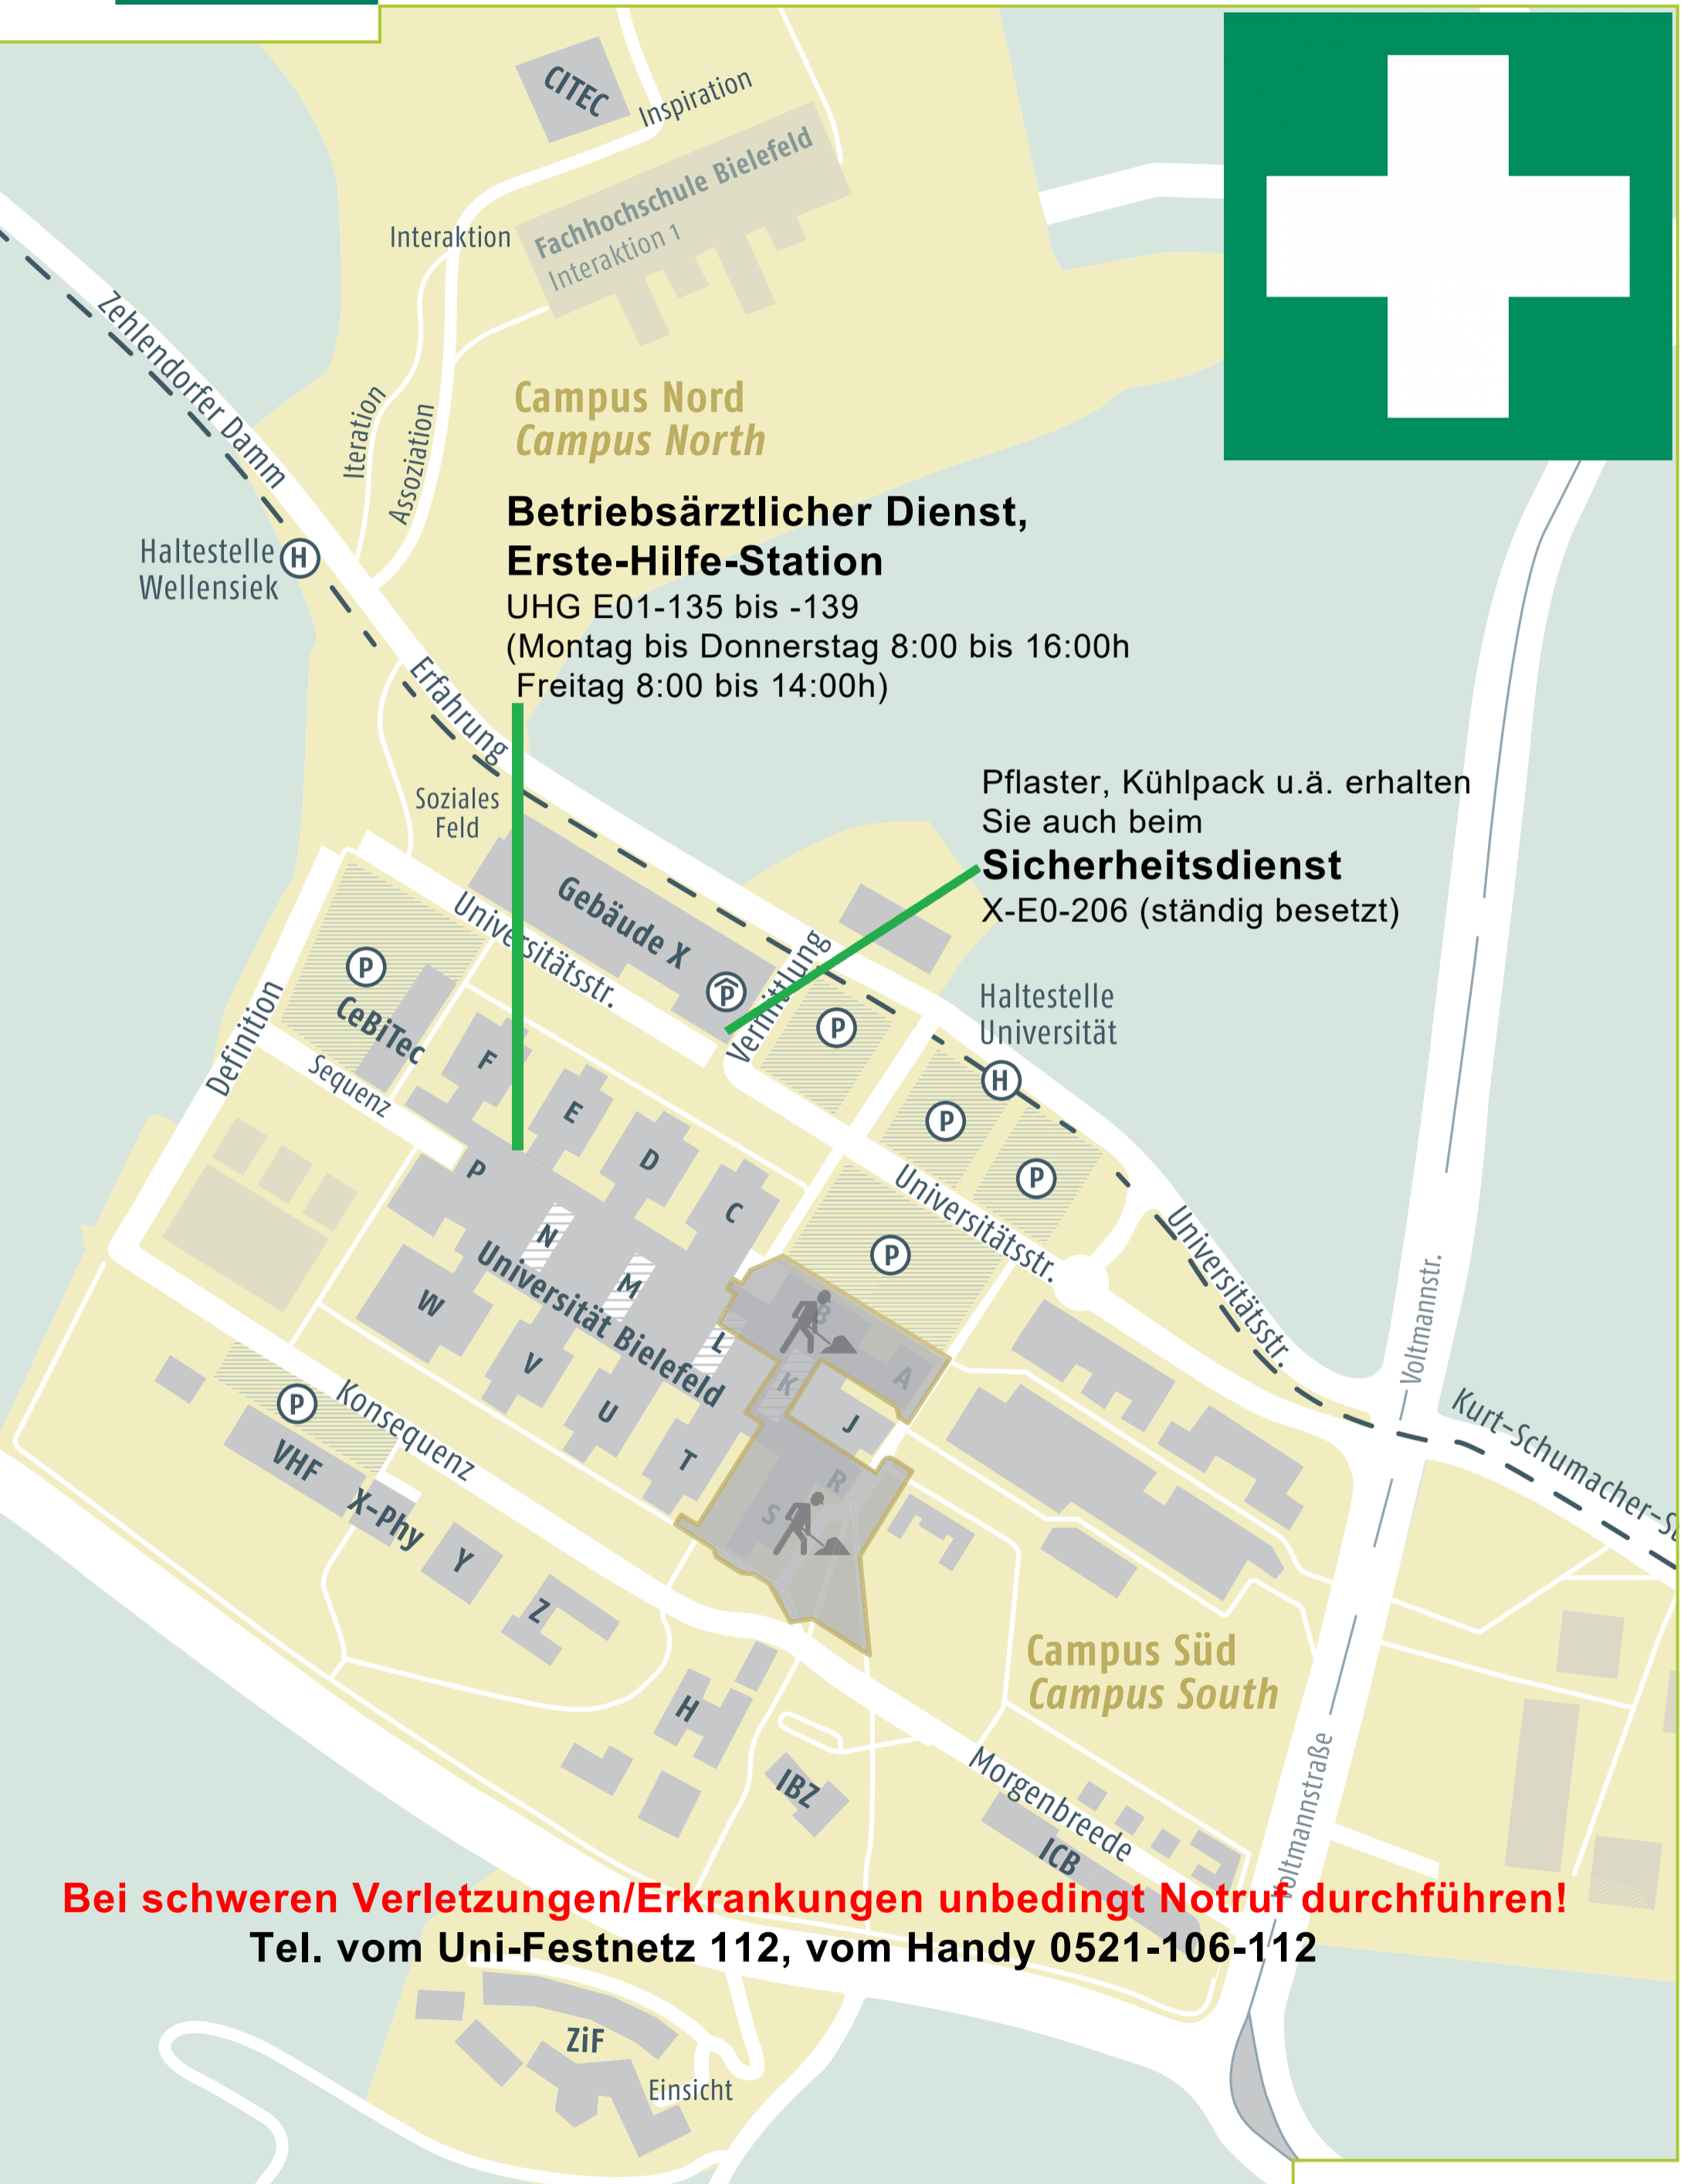 CITEC
Inspiration
Fachhochschule Bielefeld
Interaktion 1
Interaktion
Zehlendorfer Damm
Iteration
Assoziation
Campus Nord
Campus North
Betriebsärztlicher Dienst,
Erste-Hilfe-Station
UHG E01-135 bis -139
(Montag bis Donnerstag 8:00 bis 16:00h
Freitag 8:00 bis 14:00h)
Haltestelle
Wellensiek
H
Erfahrung
Soziales
Feld
Pflaster, Kühlpack u.ä. erhalten
Sie auch beim
Sicherheitsdienst
X-E0-206 (ständig besetzt)
Gebäude X
Universitätsstr.
P
Vermittlung
P
P
CeBiTec
Definition
Sequenz
Haltestelle
Universität
H
P
P
Universitätsstr.
P
Universitätsstr.
F
E
D
C
P
N
M
L
Universität Bielefeld
W
V
U
T
B
A
K
J
R
S
Voltmannstr.
Kurt-Schumacher-St
P
Konsequenz
VHF
X-Phy
Y
Z
H
IBZ
Campus Süd
Campus South
Morgenbreede
ICB
Voltmannstraße
Bei schweren Verletzungen/Erkrankungen unbedingt Notruf durchführen!
Tel. vom Uni-Festnetz 112, vom Handy 0521-106-112
ZiF
Einsicht